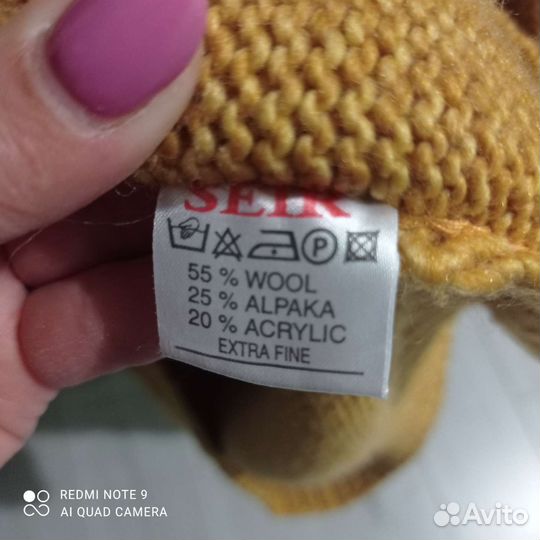 SEIR
P
55 % WOOL
25 % ALPAKA
20 % ACRYLIC
EXTRA FINE
REDMI NOTE 9
AI QUAD CAMERA
Avito